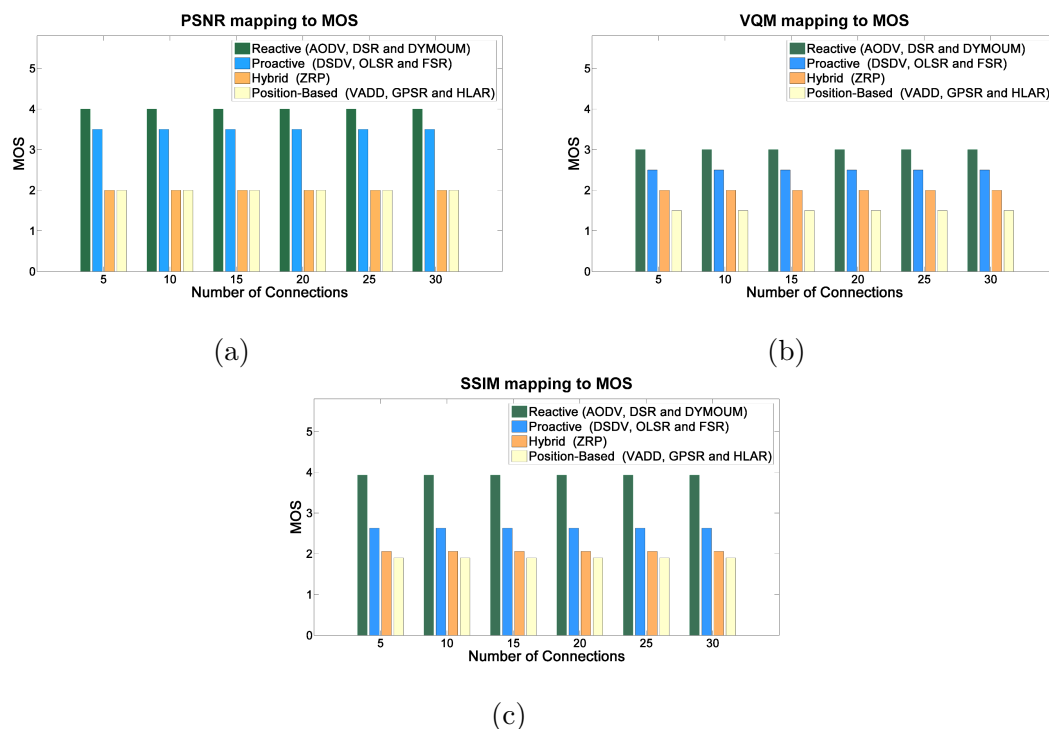 PSNR mapping to MOS
Reactive (AODV, DSR and DYMOUM)
Proactive (DSDV, OLSR and FSR)
Hybrid (ZRP)
Position-Based (VADD, GPSR and HLAR)
MOS
5
4
3
2
1
0
5 10 15 20 25 30
Number of Connections
(a)
VQM mapping to MOS
Reactive (AODV, DSR and DYMOUM)
Proactive (DSDV, OLSR and FSR)
Hybrid (ZRP)
Position-Based (VADD, GPSR and HLAR)
MOS
5
4
3
2
1
0
5 10 15 20 25 30
Number of Connections
(b)
SSIM mapping to MOS
Reactive (AODV, DSR and DYMOUM)
Proactive (DSDV, OLSR and FSR)
Hybrid (ZRP)
Position-Based (VADD, GPSR and HLAR)
MOS
5
4
3
2
1
0
5 10 15 20 25 30
Number of Connections
(c)